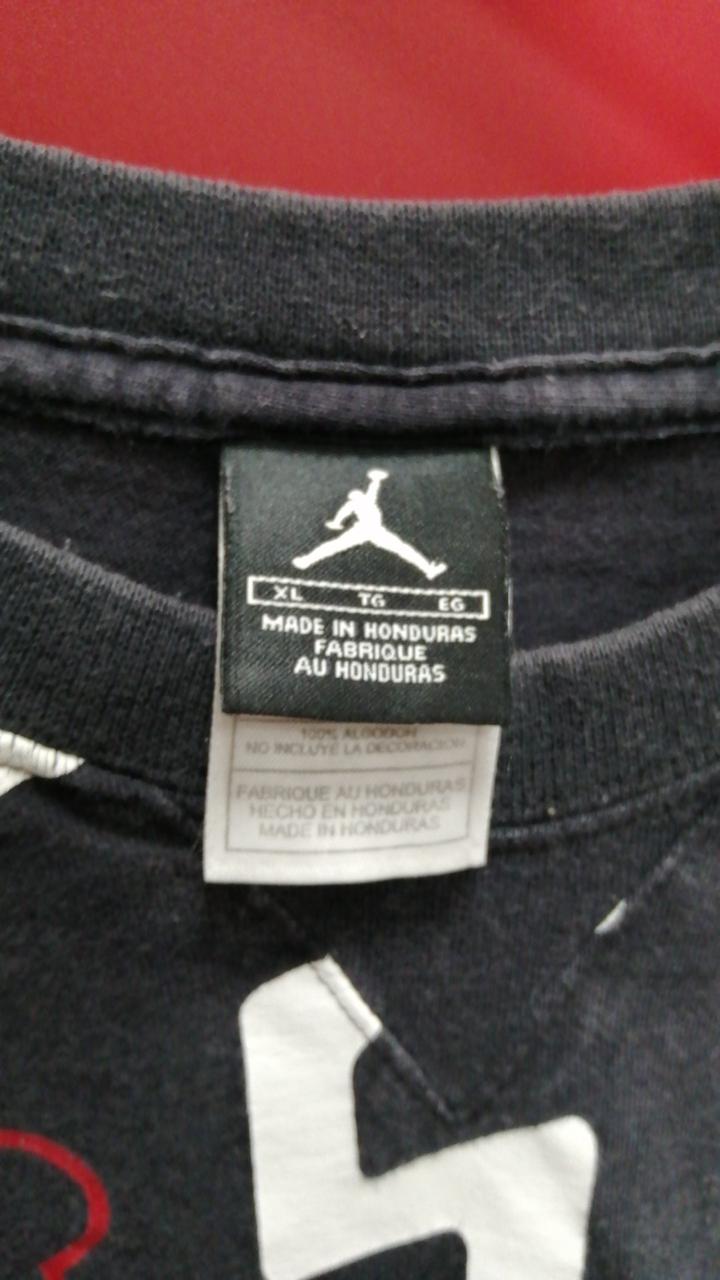 XL TG EG
MADE IN HONDURAS
FABRIQUE
AU HONDURAS
100% ALGODON
NO INCLUYE LA DECORACION
FABRIQUE AU HONDURAS
HECHO EN HONDURAS
MADE IN HONDURAS